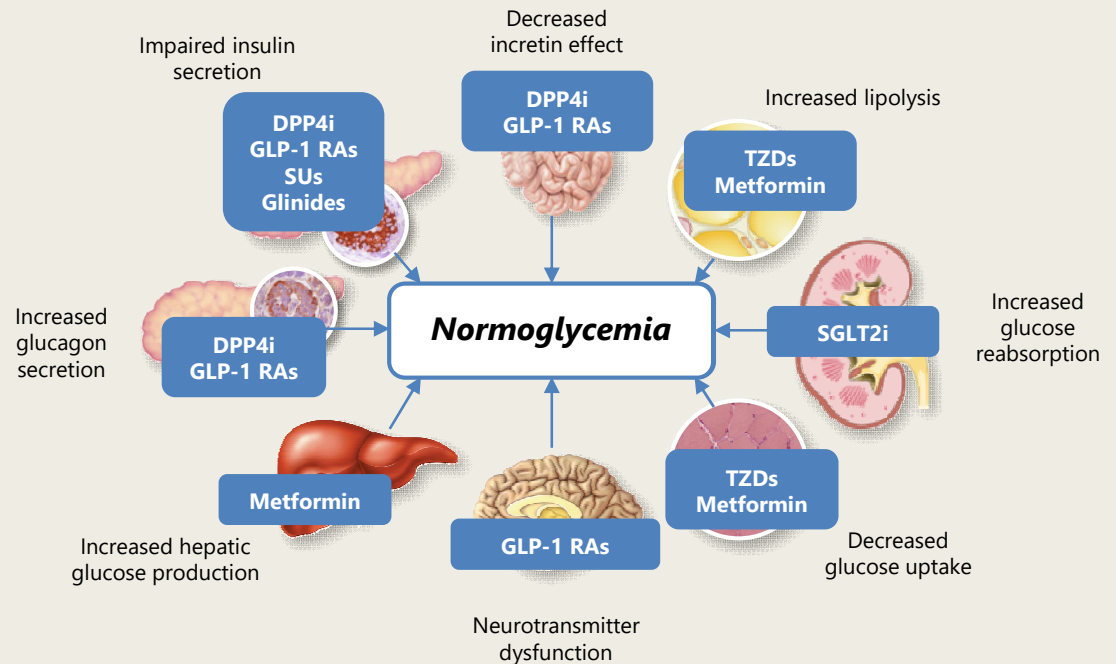 Decreased
incretin effect
DPP4i
GLP-1 RAs
Impaired insulin
secretion
DPP4i
GLP-1 RAs
SUs
Glinides
Increased lipolysis
TZDs
Metformin
Increased
glucagon
secretion
DPP4i
GLP-1 RAs
Normoglycemia
SGLT2i
Increased
glucose
reabsorption
Metformin
Increased hepatic
glucose production
GLP-1 RAs
Neurotransmitter
dysfunction
TZDs
Metformin
Decreased
glucose uptake